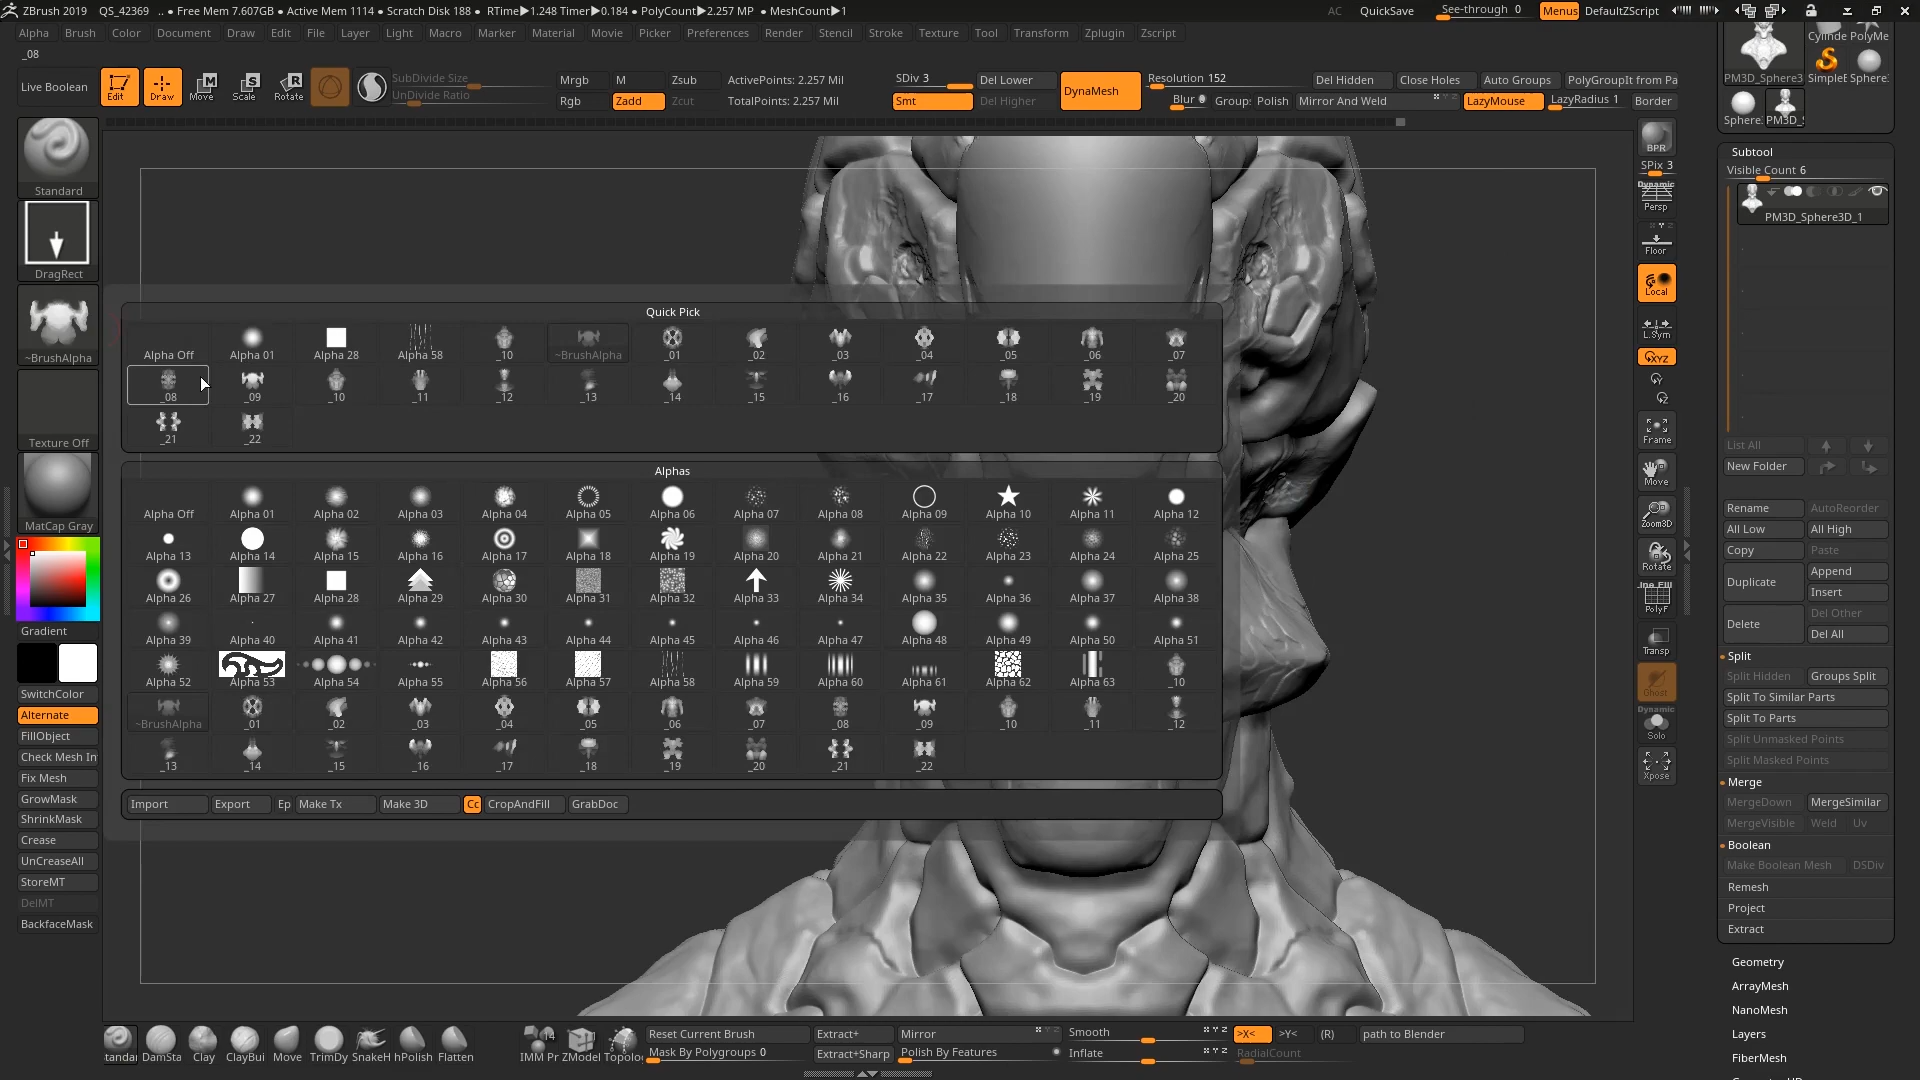 ZBrush 2019 QS_42369 .. ● Free Mem 7.607GB ● Active Mem 1114 ● Scratch Disk 188 ● RTime▶1.248 Timer▶0.184 ● PolyCount▶2.257 MP ● MeshCount▶1 AC QuickSave See-through 0 Menus DefaultZScript
Alpha Brush Color Document Draw Edit File Layer Light Macro Marker Material Movie Picker Preferences Render Stencil Stroke Texture Tool Transform Zplugin Zscript
_08
Live Boolean Edit Draw Move Scale Rotate
SubDivide Size
UnDivide Ratio
Mrgb M Zsub ActivePoints: 2.257 Mil SDiv 3 Del Lower DynaMesh Resolution 152 Del Hidden Close Holes Auto Groups PolyGroupIt from Pa
Rgb Zadd Zcut TotalPoints: 2.257 Mil Smt Del Higher Blur 0 Group: Polish Mirror And Weld LazyMouse LazyRadius 1 Border
Cylinde PolyMe
PM3D_Sphere3 SimpleB Sphere
Sphere: PM3D_S
Standard
DragRect
~BrushAlpha
Texture Off
MatCap Gray
Gradient
SwitchColor
Alternate
FillObject
Check Mesh In
Fix Mesh
GrowMask
ShrinkMask
Crease
UnCreaseAll
StoreMT
DelMT
BackfaceMask
Quick Pick
Alpha Off Alpha 01 Alpha 28 Alpha 58 _10 ~BrushAlpha _01 _02 _03 _04 _05 _06 _07
_08 _09 _10 _11 _12 _13 _14 _15 _16 _17 _18 _19 _20
_21 _22
Alphas
Alpha Off Alpha 01 Alpha 02 Alpha 03 Alpha 04 Alpha 05 Alpha 06 Alpha 07 Alpha 08 Alpha 09 Alpha 10 Alpha 11 Alpha 12
Alpha 13 Alpha 14 Alpha 15 Alpha 16 Alpha 17 Alpha 18 Alpha 19 Alpha 20 Alpha 21 Alpha 22 Alpha 23 Alpha 24 Alpha 25
Alpha 26 Alpha 27 Alpha 28 Alpha 29 Alpha 30 Alpha 31 Alpha 32 Alpha 33 Alpha 34 Alpha 35 Alpha 36 Alpha 37 Alpha 38
Alpha 39 Alpha 40 Alpha 41 Alpha 42 Alpha 43 Alpha 44 Alpha 45 Alpha 46 Alpha 47 Alpha 48 Alpha 49 Alpha 50 Alpha 51
Alpha 52 Alpha 53 Alpha 54 Alpha 55 Alpha 56 Alpha 57 Alpha 58 Alpha 59 Alpha 60 Alpha 61 Alpha 62 Alpha 63 _10
~BrushAlpha _01 _02 _03 _04 _05 _06 _07 _08 _09 _10 _11 _12
_13 _14 _15 _16 _17 _18 _19 _20 _21 _22
Import Export Ep Make Tx Make 3D Cc CropAndFill GrabDoc
BPR
SPix 3
Dynamic
Persp
Floor
Local
L.Sym
XYZ
Frame
Move
Zoom3D
Rotate
Line Fill
PolyF
Transp
Ghost
Dynamic
Solo
Xpose
Subtool
Visible Count 6
PM3D_Sphere3D_1
List All
New Folder
Rename AutoReorder
All Low All High
Copy Paste
Duplicate Append
Insert
Delete Del Other
Del All
Split
Split Hidden Groups Split
Split To Similar Parts
Split To Parts
Split Unmasked Points
Split Masked Points
Merge
MergeDown MergeSimilar
MergeVisible Weld Uv
Boolean
Make Boolean Mesh DSDiv
Remesh
Project
Extract
Geometry
ArrayMesh
NanoMesh
Layers
FiberMesh
tandar DamSta Clay ClayBui Move TrimDy SnakeH hPolish Flatten 14 IMM Pr ZModel Topolo
Reset Current Brush Extract+ Mirror Smooth >X< >Y< (R) path to Blender
Mask By Polygroups 0 Extract+Sharp Polish By Features Inflate RadialCount